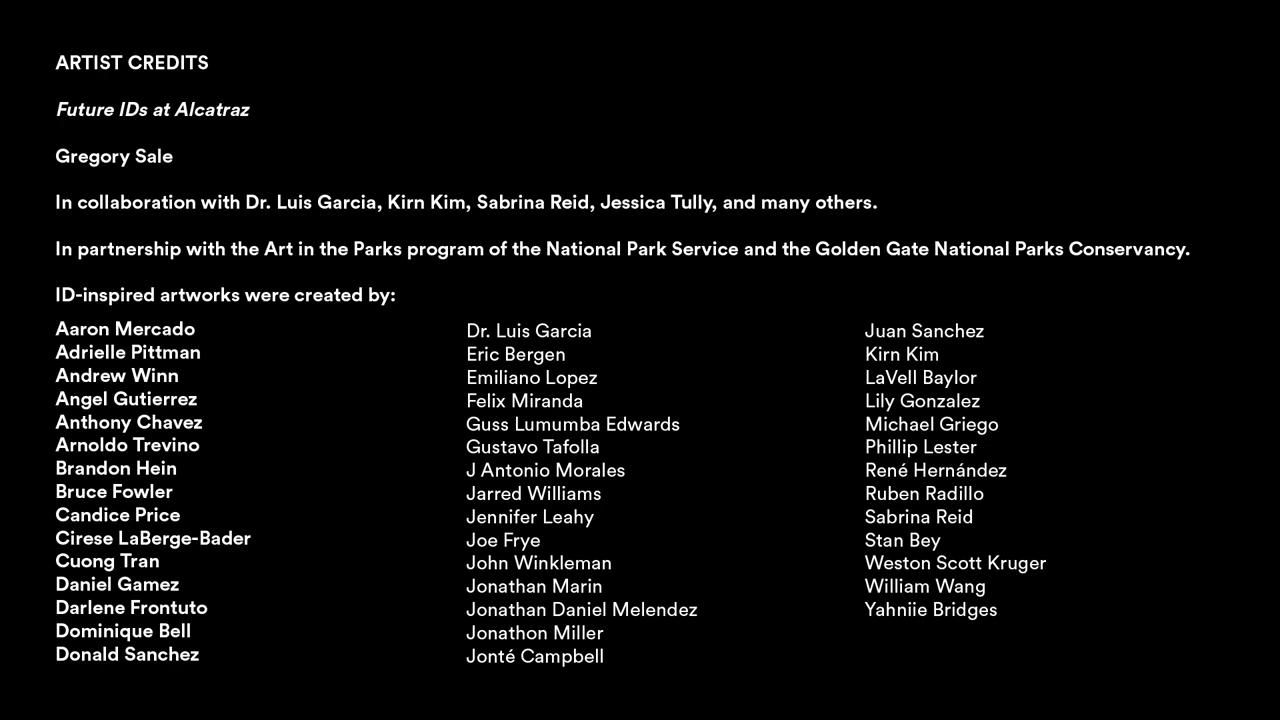 ARTIST CREDITS
Future IDs at Alcatraz
Gregory Sale
In collaboration with Dr. Luis Garcia, Kirn Kim, Sabrina Reid, Jessica Tully, and many others.
In partnership with the Art in the Parks program of the National Park Service and the Golden Gate National Parks Conservancy.
ID-inspired artworks were created by:
Aaron Mercado
Adrielle Pittman
Andrew Winn
Angel Gutierrez
Anthony Chavez
Arnoldo Trevino
Brandon Hein
Bruce Fowler
Candice Price
Cirese LaBerge-Bader
Cuong Tran
Daniel Gamez
Darlene Frontuto
Dominique Bell
Donald Sanchez
Dr. Luis Garcia
Eric Bergen
Emiliano Lopez
Felix Miranda
Guss Lumumba Edwards
Gustavo Tafolla
J Antonio Morales
Jarred Williams
Jennifer Leahy
Joe Frye
John Winkleman
Jonathan Marin
Jonathan Daniel Melendez
Jonathon Miller
Jonté Campbell
Juan Sanchez
Kirn Kim
LaVell Baylor
Lily Gonzalez
Michael Griego
Phillip Lester
René Hernández
Ruben Radillo
Sabrina Reid
Stan Bey
Weston Scott Kruger
William Wang
Yahniie Bridges